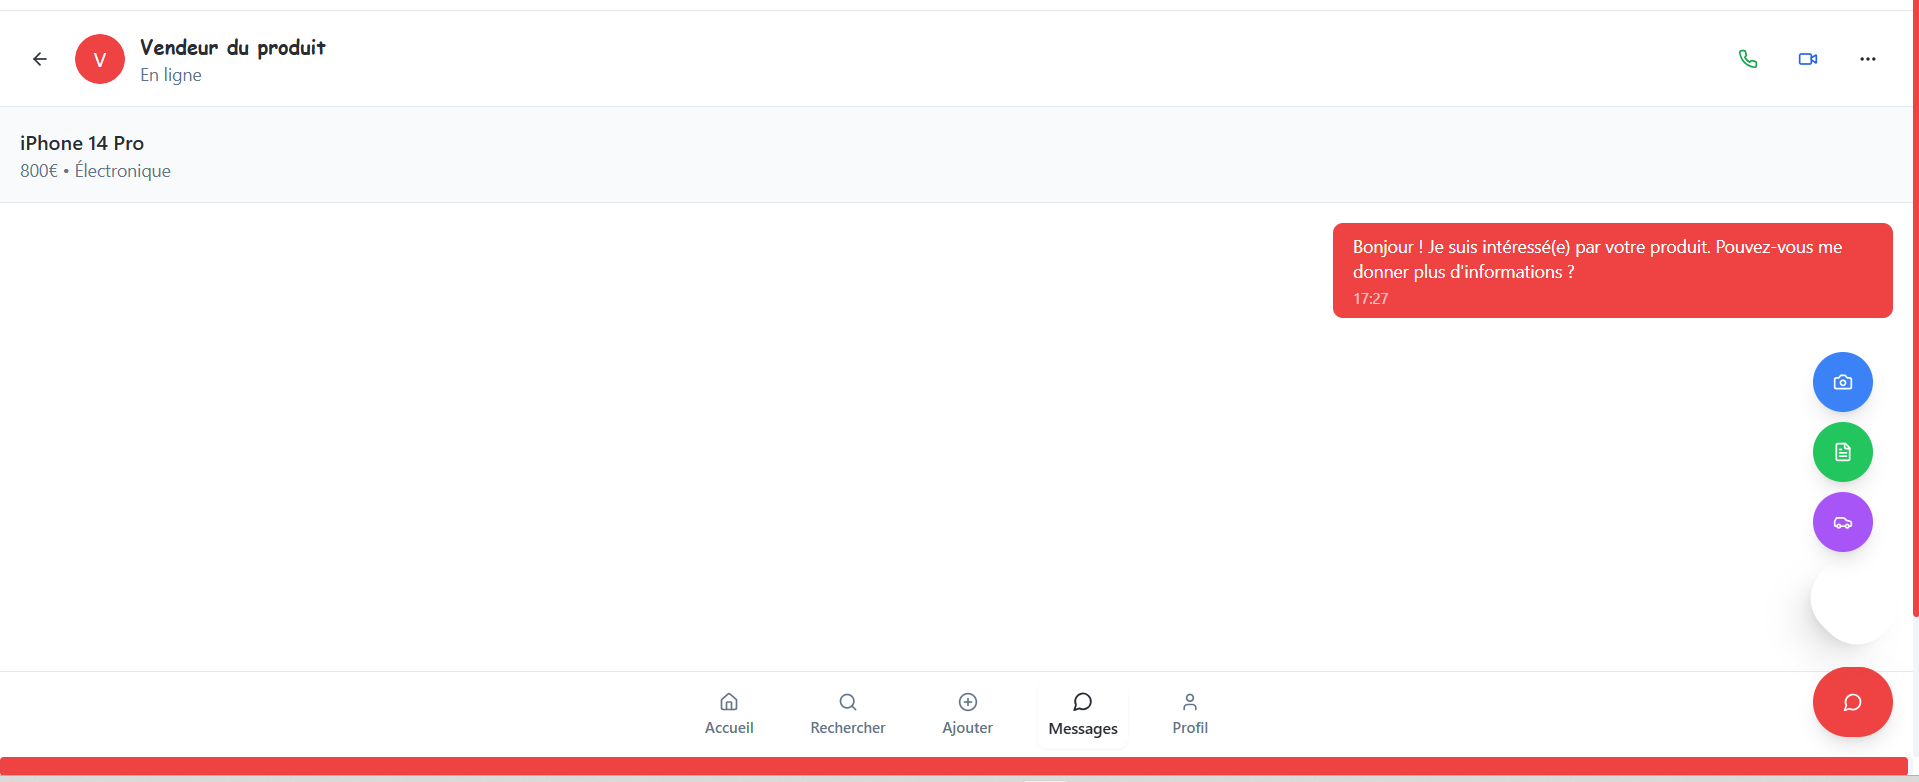 V
Vendeur du produit
En ligne
iPhone 14 Pro
800€ • Électronique
Bonjour ! Je suis intéressé(e) par votre produit. Pouvez-vous me
donner plus d'informations ?
17:27
Accueil
Rechercher
Ajouter
Messages
Profil